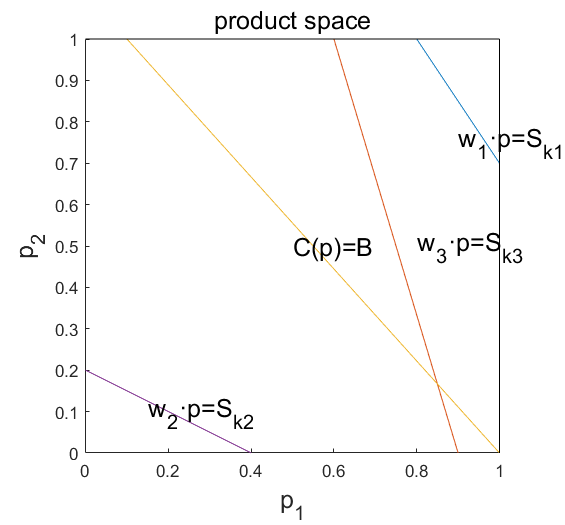 product space
1
0.9
0.8
w₁·p=Sₖ₁
0.7
0.6
p₂
0.5
C(p)=B
w₃·p=Sₖ₃
0.4
0.3
0.2
0.1
w₂·p=Sₖ₂
0
0 0.2 0.4 0.6 0.8 1
p₁